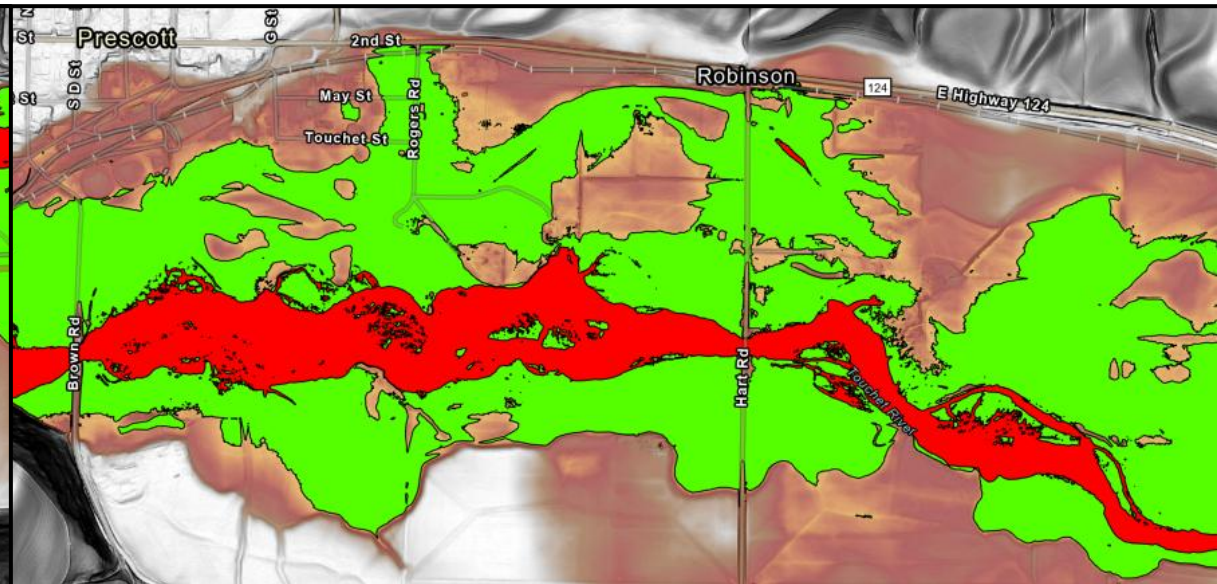 N
St
Prescott
G St
2nd St
S D St
St
May St
Rogers Rd
Robinson
124
E Highway 124
Touchet St
Brown Rd
Hart Rd
Touchet River